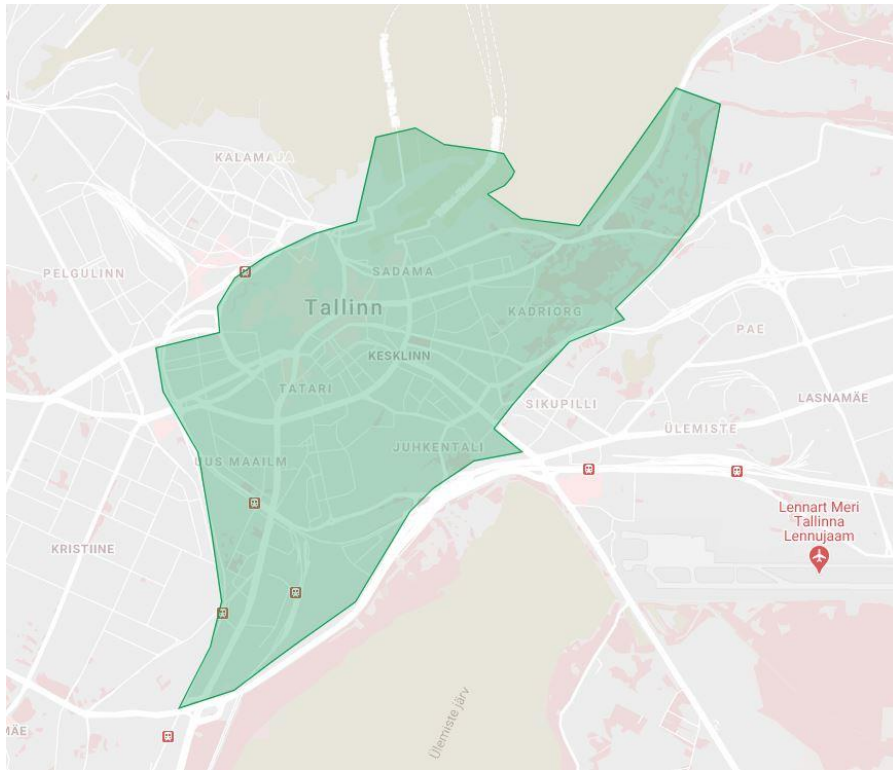 KALAMAJA
PELGULINN
SADAMA
Tallinn
KADRIORG
PAE
KESKLINN
TATARI
SIKUPILLI
LASNAMÄE
ÜLEMISTE
JUHKENTALI
UUS MAAILM
Lennart Meri
Tallinna
Lennujaam
KRISTIINE
Ülemiste järv
MÄE